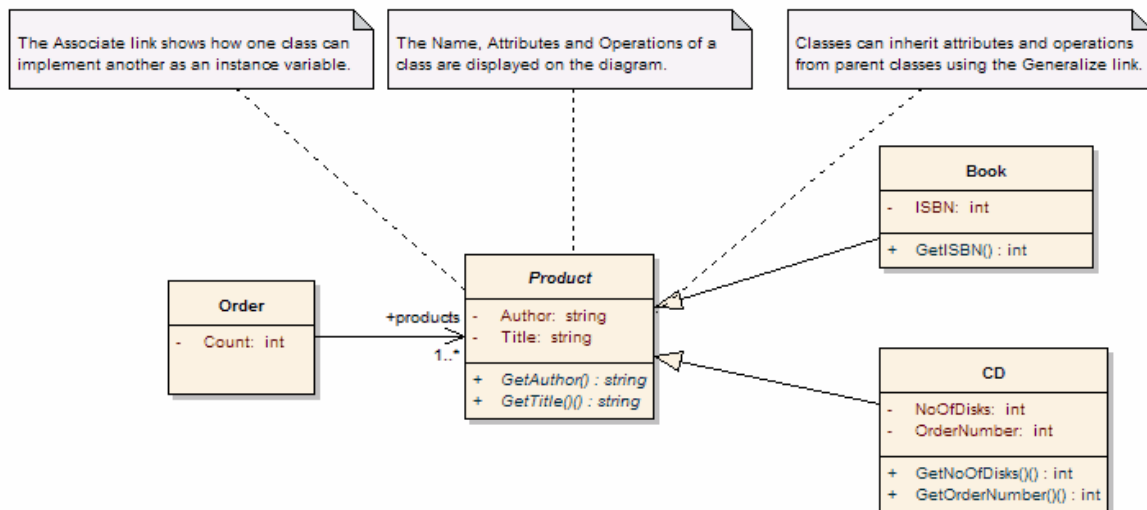 The Associate link shows how one class can
implement another as an instance variable.
The Name, Attributes and Operations of a
class are displayed on the diagram.
Classes can inherit attributes and operations
from parent classes using the Generalize link.
Book
- ISBN: int
+ GetISBN() : int
Product
- Author: string
- Title: string
+ GetAuthor() : string
+ GetTitle()() : string
Order
- Count: int
+products
1..*
CD
- NoOfDisks: int
- OrderNumber: int
+ GetNoOfDisks()() : int
+ GetOrderNumber()() : int